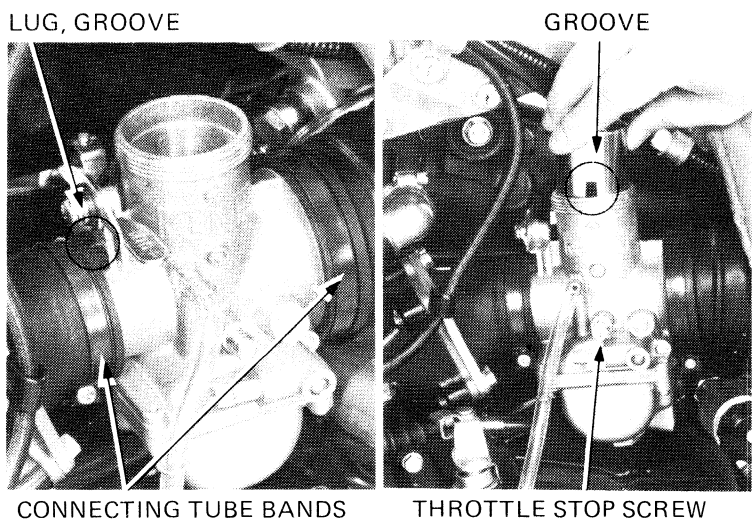 LUG, GROOVE
GROOVE
CONNECTING TUBE BANDS
THROTTLE STOP SCREW